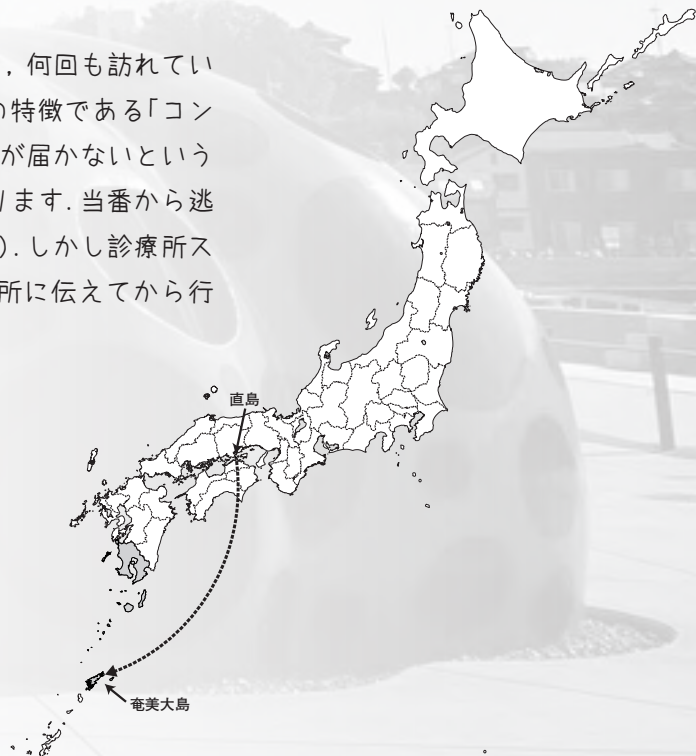 ，何回も訪れてい
の特徴である「コン
が届かないという
ります．当番から逃
）．しかし診療所ス
所に伝えてから行
直島
奄美大島